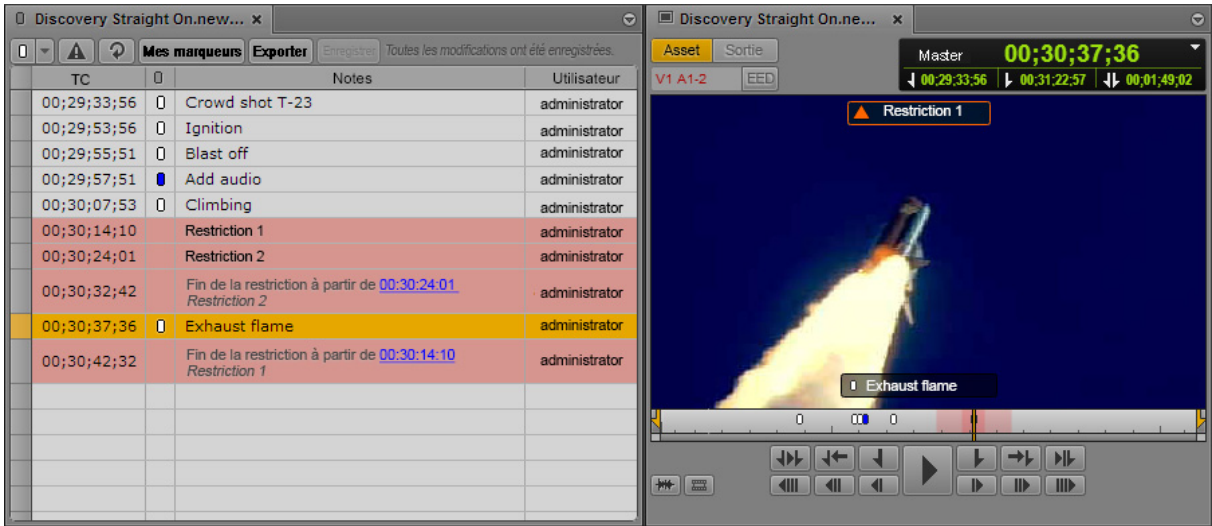 Discovery Straight On.new... x
Mes marqueurs Exporter Enregistrer Toutes les modifications ont été enregistrées.
TC Notes Utilisateur
00;29;33;56 Crowd shot T-23 administrator
00;29;53;56 Ignition administrator
00;29;55;51 Blast off administrator
00;29;57;51 Add audio administrator
00;30;07;53 Climbing administrator
00;30;14;10 Restriction 1 administrator
00;30;24;01 Restriction 2 administrator
00;30;32;42 Fin de la restriction à partir de 00:30:24:01 administrator
Restriction 2
00;30;37;36 Exhaust flame administrator
00;30;42;32 Fin de la restriction à partir de 00:30:14:10 administrator
Restriction 1
Discovery Straight On.ne... x
Asset Sortie
Master 00;30;37;36
V1 A1-2 EED
00;29;33;56 00;31;22;57 00;01;49;02
Restriction 1
Exhaust flame